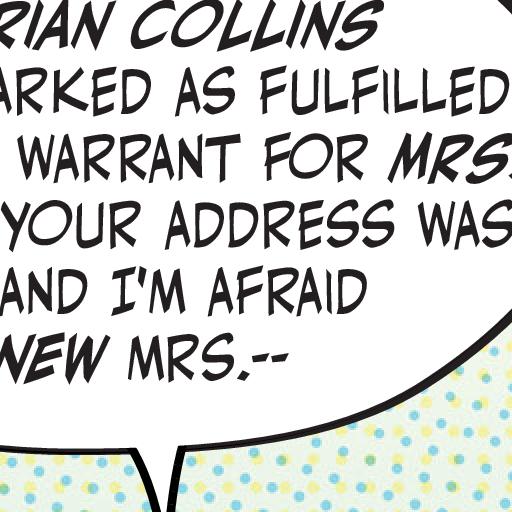 RIAN COLLINS
ARKED AS FULFILLED
WARRANT FOR MRS.
YOUR ADDRESS WAS
AND I'M AFRAID
NEW MRS.--